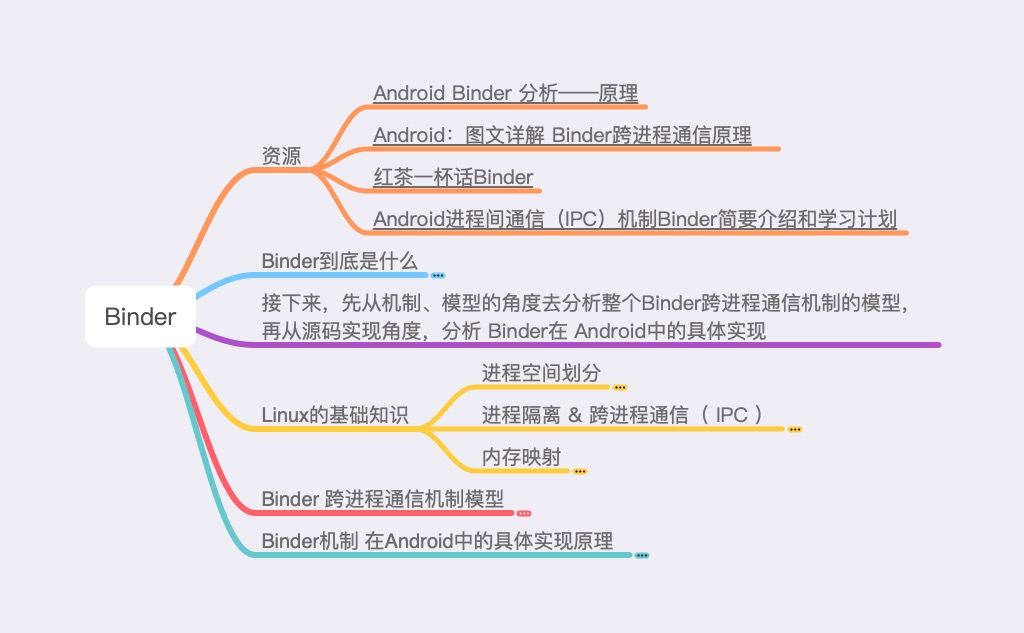 Android Binder 分析——原理
Android：图文详解 Binder跨进程通信原理
资源
红茶一杯话Binder
Android进程间通信（IPC）机制Binder简要介绍和学习计划
Binder到底是什么
接下来，先从机制、模型的角度去分析整个Binder跨进程通信机制的模型，
再从源码实现角度，分析 Binder在 Android中的具体实现
Binder
进程空间划分
Linux的基础知识
进程隔离 & 跨进程通信（ IPC ）
内存映射
Binder 跨进程通信机制模型
Binder机制 在Android中的具体实现原理